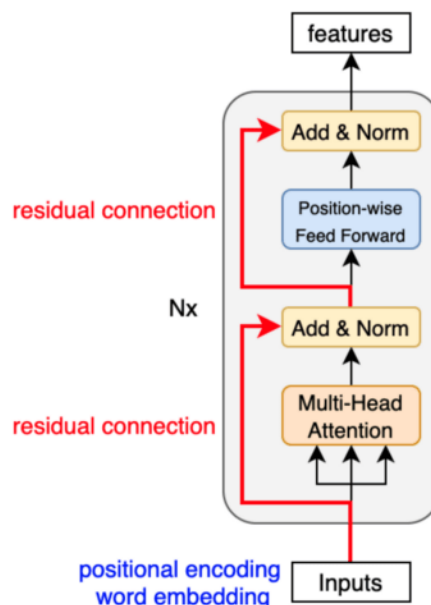 features
Add & Norm
residual connection
Position-wise
Feed Forward
Nx
Add & Norm
Multi-Head
Attention
residual connection
positional encoding
word embedding
Inputs